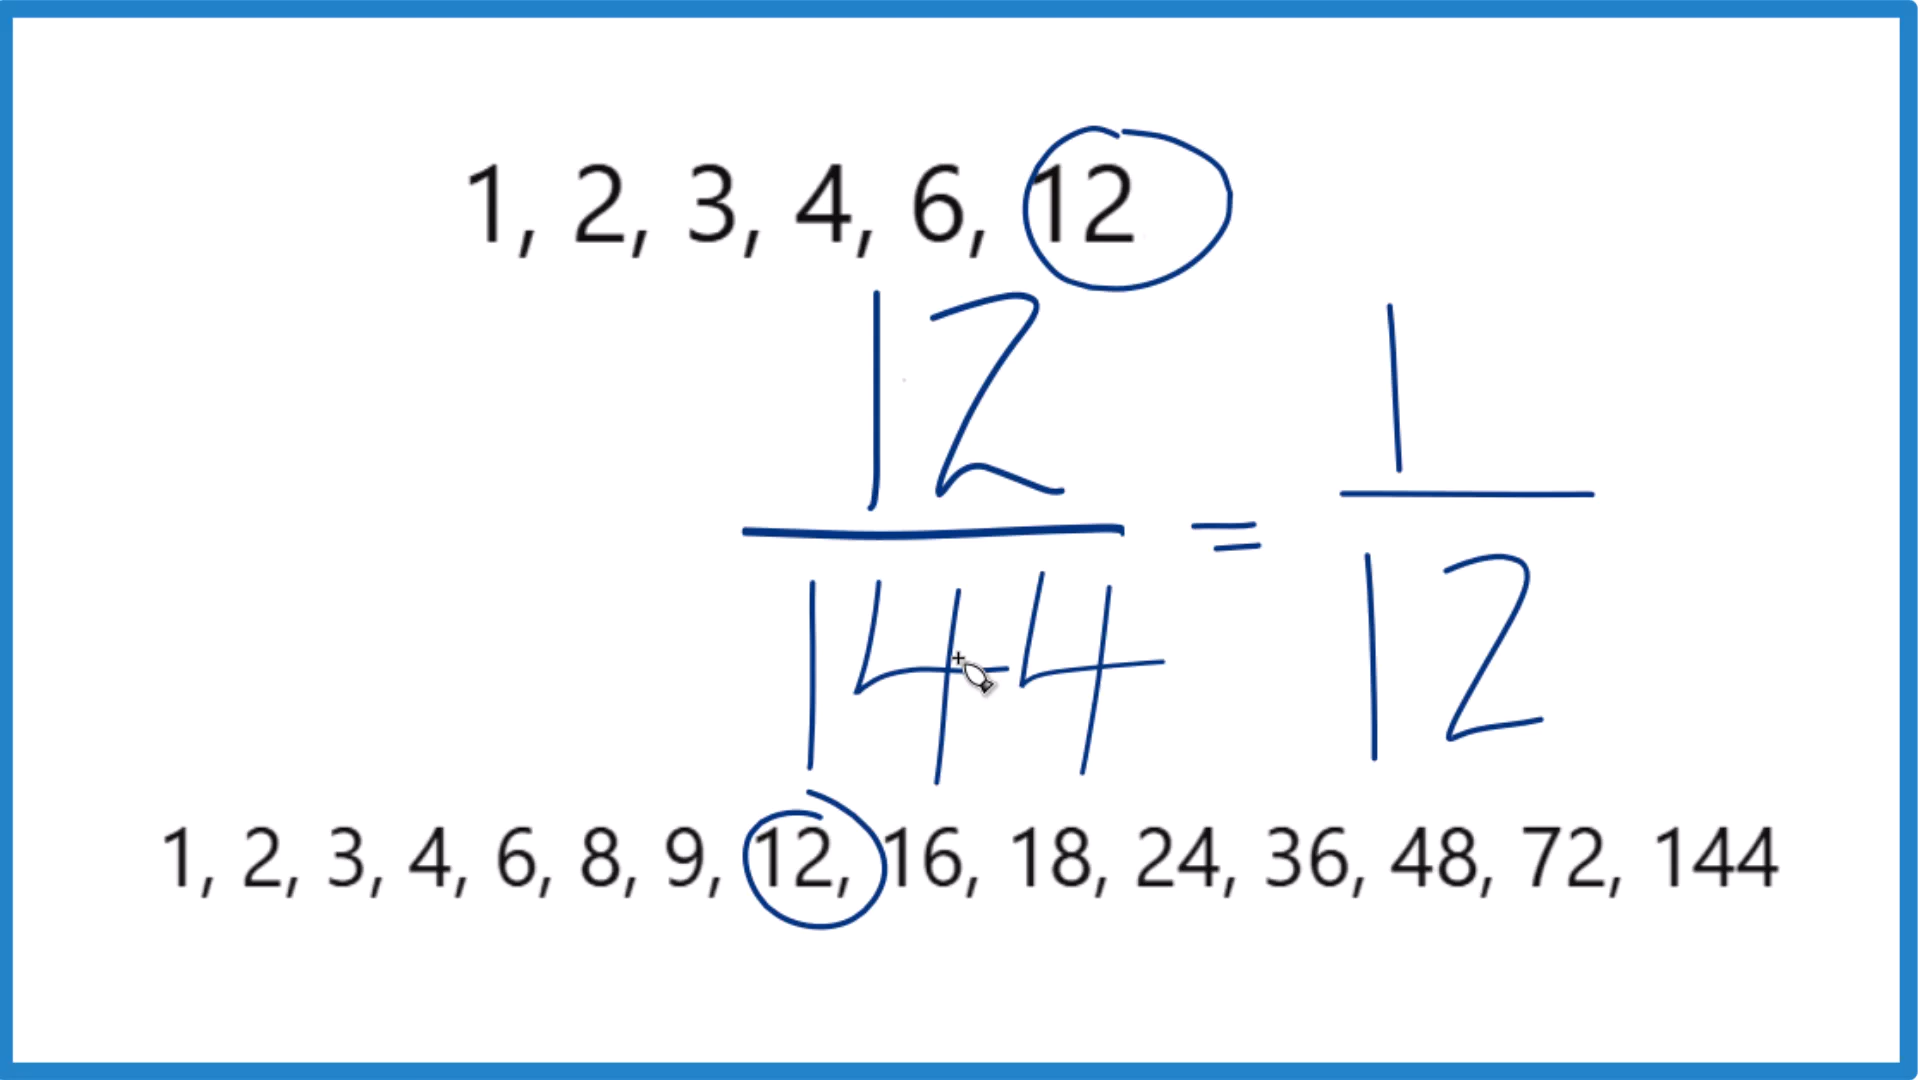 1, 2, 3, 4, 6, 12
12/144 = 1/12
1, 2, 3, 4, 6, 8, 9, 12, 16, 18, 24, 36, 48, 72, 144